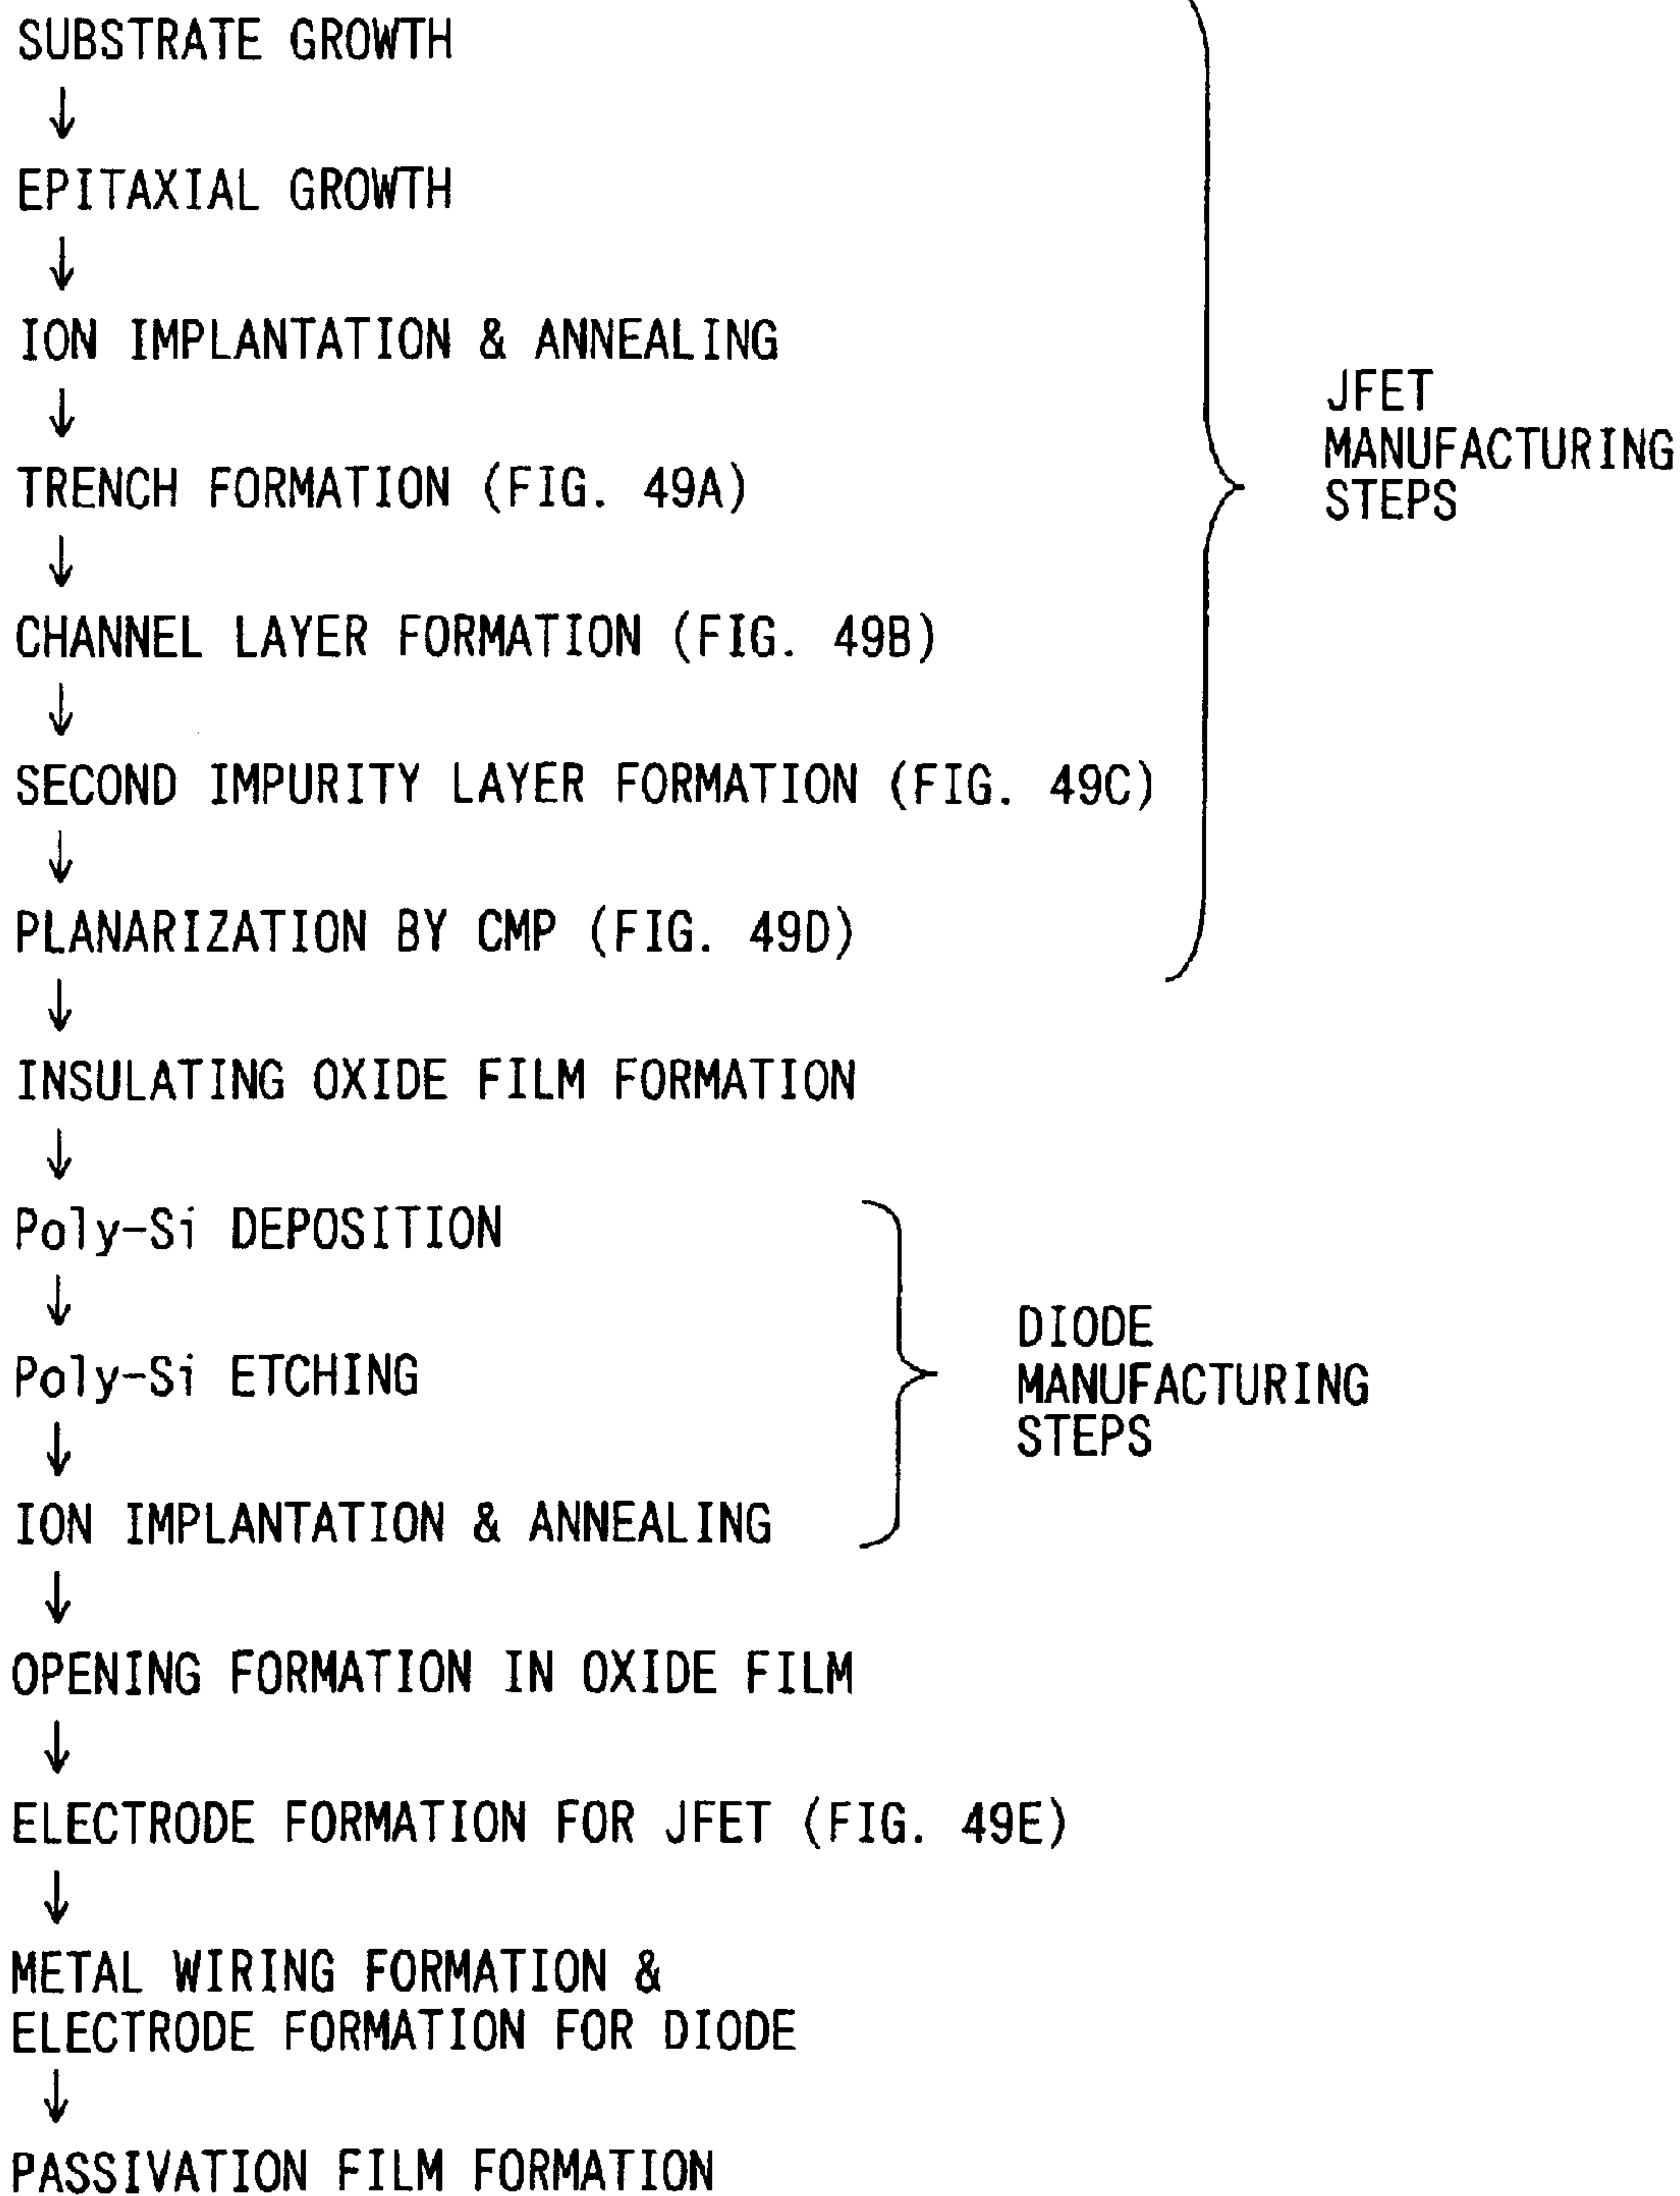 SUBSTRATE GROWTH
↓
EPITAXIAL GROWTH
↓
ION IMPLANTATION & ANNEALING
↓
TRENCH FORMATION (FIG. 49A)
↓
CHANNEL LAYER FORMATION (FIG. 49B)
↓
SECOND IMPURITY LAYER FORMATION (FIG. 49C)
↓
PLANARIZATION BY CMP (FIG. 49D)
JFET
MANUFACTURING
STEPS
↓
INSULATING OXIDE FILM FORMATION
↓
Poly-Si DEPOSITION
↓
Poly-Si ETCHING
↓
ION IMPLANTATION & ANNEALING
DIODE
MANUFACTURING
STEPS
↓
OPENING FORMATION IN OXIDE FILM
↓
ELECTRODE FORMATION FOR JFET (FIG. 49E)
↓
METAL WIRING FORMATION &
ELECTRODE FORMATION FOR DIODE
↓
PASSIVATION FILM FORMATION